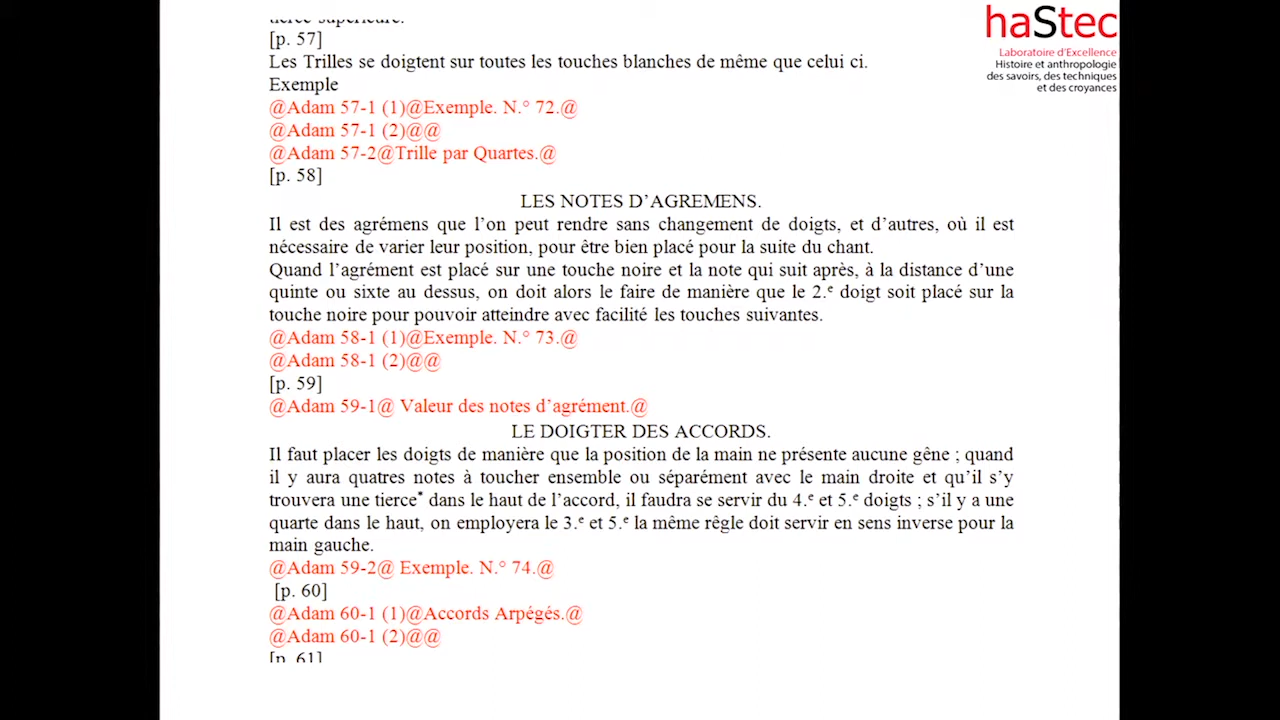 haStec
Laboratoire d'Excellence
Histoire et anthropologie
des savoirs, des techniques
et des croyances
tierce supérieure.
[p. 57]
Les Trilles se doigtent sur toutes les touches blanches de même que celui ci.
Exemple
@Adam 57-1 (1)@Exemple. N.° 72.@
@Adam 57-1 (2)@@
@Adam 57-2@Trille par Quartes.@
[p. 58]
LES NOTES D’AGREMENS.
Il est des agrémens que l’on peut rendre sans changement de doigts, et d’autres, où il est
nécessaire de varier leur position, pour être bien placé pour la suite du chant.
Quand l’agrément est placé sur une touche noire et la note qui suit après, à la distance d’une
quinte ou sixte au dessus, on doit alors le faire de manière que le 2.ᵉ doigt soit placé sur la
touche noire pour pouvoir atteindre avec facilité les touches suivantes.
@Adam 58-1 (1)@Exemple. N.° 73.@
@Adam 58-1 (2)@@
[p. 59]
@Adam 59-1@ Valeur des notes d’agrément.@
LE DOIGTER DES ACCORDS.
Il faut placer les doigts de manière que la position de la main ne présente aucune gêne ; quand
il y aura quatres notes à toucher ensemble ou séparément avec le main droite et qu’il s’y
trouvera une tierce* dans le haut de l’accord, il faudra se servir du 4.ᵉ et 5.ᵉ doigts ; s’il y a une
quarte dans le haut, on employera le 3.ᵉ et 5.ᵉ la même rêgle doit servir en sens inverse pour la
main gauche.
@Adam 59-2@ Exemple. N.° 74.@
[p. 60]
@Adam 60-1 (1)@Accords Arpégés.@
@Adam 60-1 (2)@@
[p. 61]